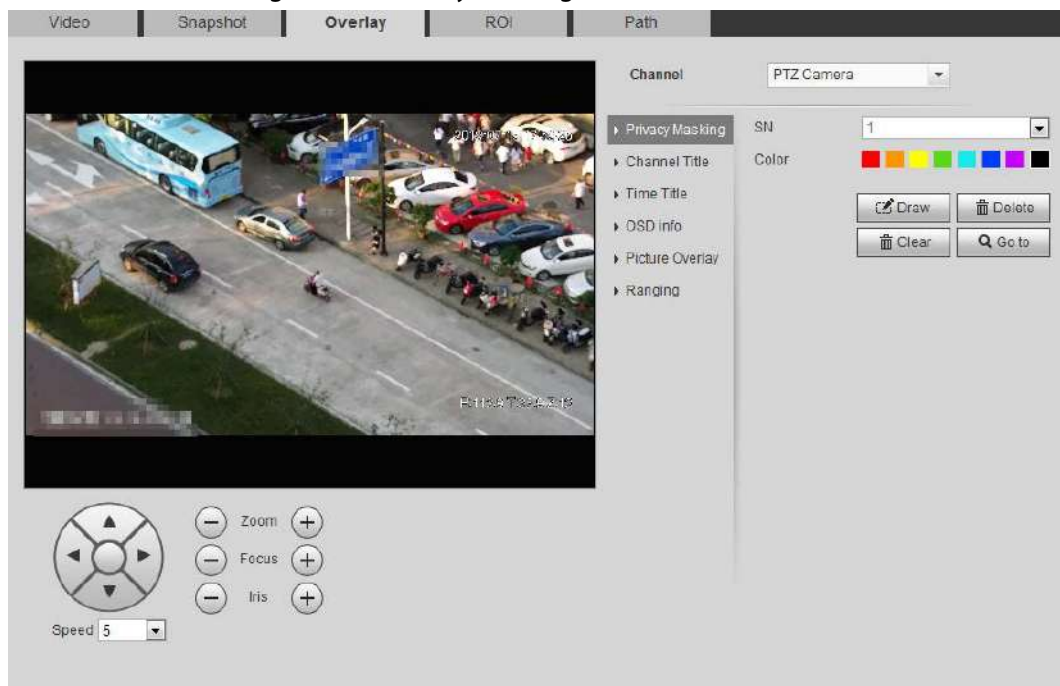 Video Snapshot Overlay ROI Path
Channel PTZ Camera
Privacy Masking
Channel Title
Time Title
OSD Info
Picture Overlay
Ranging
SN 1
Color
Draw Delete
Clear Go to
Zoom
Focus
Iris
Speed 5